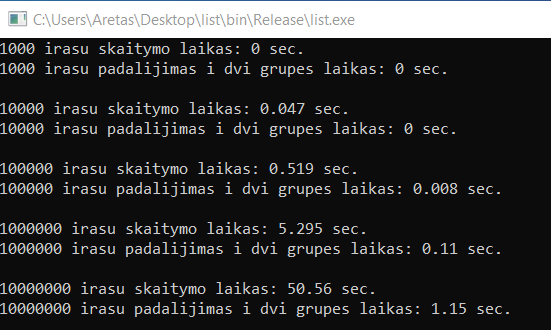 C:\Users\Aretas\Desktop\list\bin\Release\list.exe
1000 irasu skaitymo laikas: 0 sec.
1000 irasu padalijimas i dvi grupes laikas: 0 sec.
10000 irasu skaitymo laikas: 0.047 sec.
10000 irasu padalijimas i dvi grupes laikas: 0 sec.
100000 irasu skaitymo laikas: 0.519 sec.
100000 irasu padalijimas i dvi grupes laikas: 0.008 sec.
1000000 irasu skaitymo laikas: 5.295 sec.
1000000 irasu padalijimas i dvi grupes laikas: 0.11 sec.
10000000 irasu skaitymo laikas: 50.56 sec.
10000000 irasu padalijimas i dvi grupes laikas: 1.15 sec.